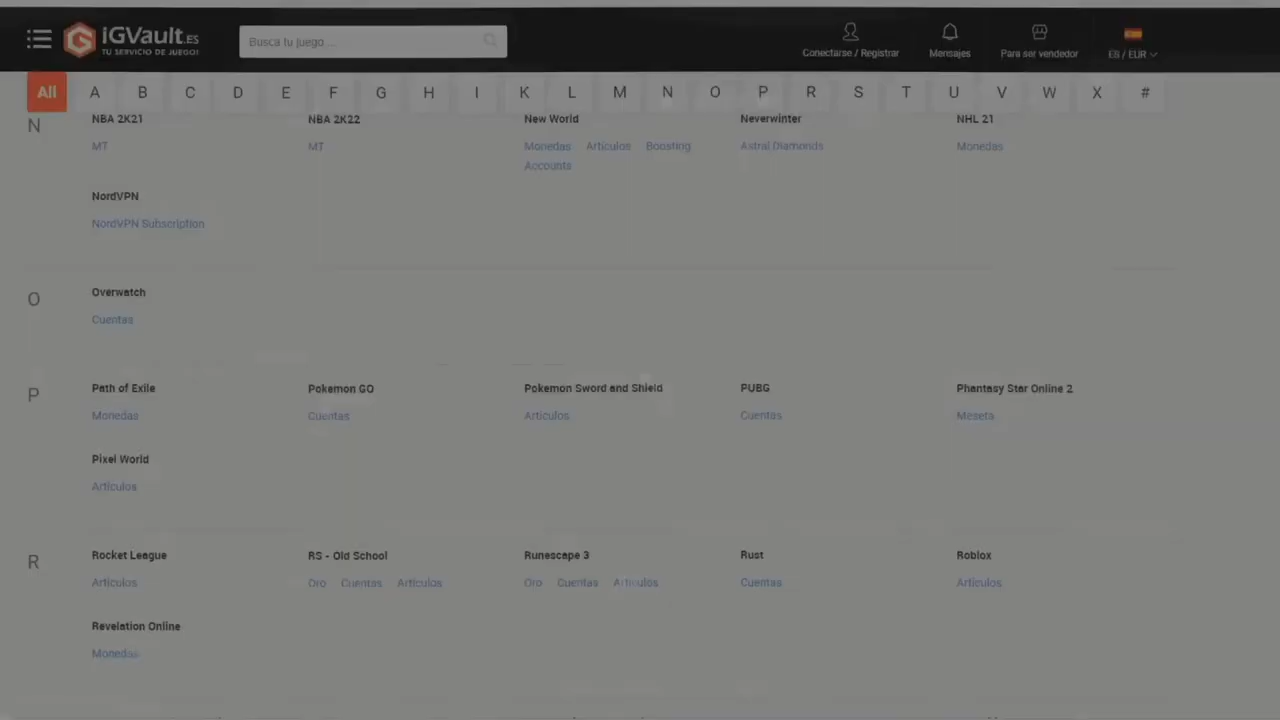 iGVault.ES
TU SERVICIO DE JUEGO!
Busca tu juego ...
Conectarse / Registrar
Mensajes
Para ser vendedor
ES / EUR
All A B C D E F G H I K L M N O P R S T U V W X #
N
NBA 2K21 NBA 2K22 New World Neverwinter NHL 21
MT MT Monedas Artículos Boosting Astral Diamonds Monedas
Accounts
NordVPN
NordVPN Subscription
O
Overwatch
Cuentas
P
Path of Exile Pokemon GO Pokemon Sword and Shield PUBG Phantasy Star Online 2
Monedas Cuentas Artículos Cuentas Meseta
Pixel World
Artículos
R
Rocket League RS - Old School Runescape 3 Rust Roblox
Artículos Oro Cuentas Artículos Oro Cuentas Artículos Cuentas Artículos
Revelation Online
Monedas